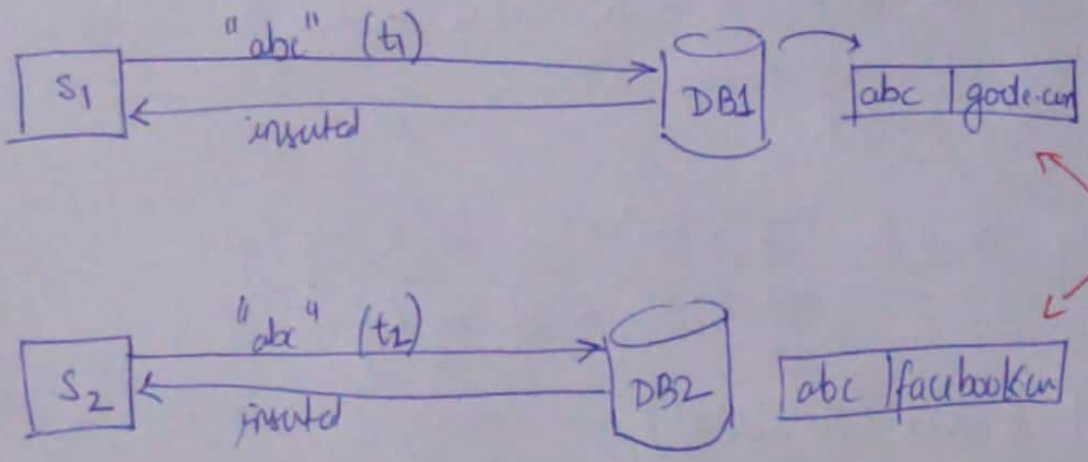 "abc" (t1)
S1
inserted
DB1
abc
"abc" (t2)
S2
inserted
DB2
abc